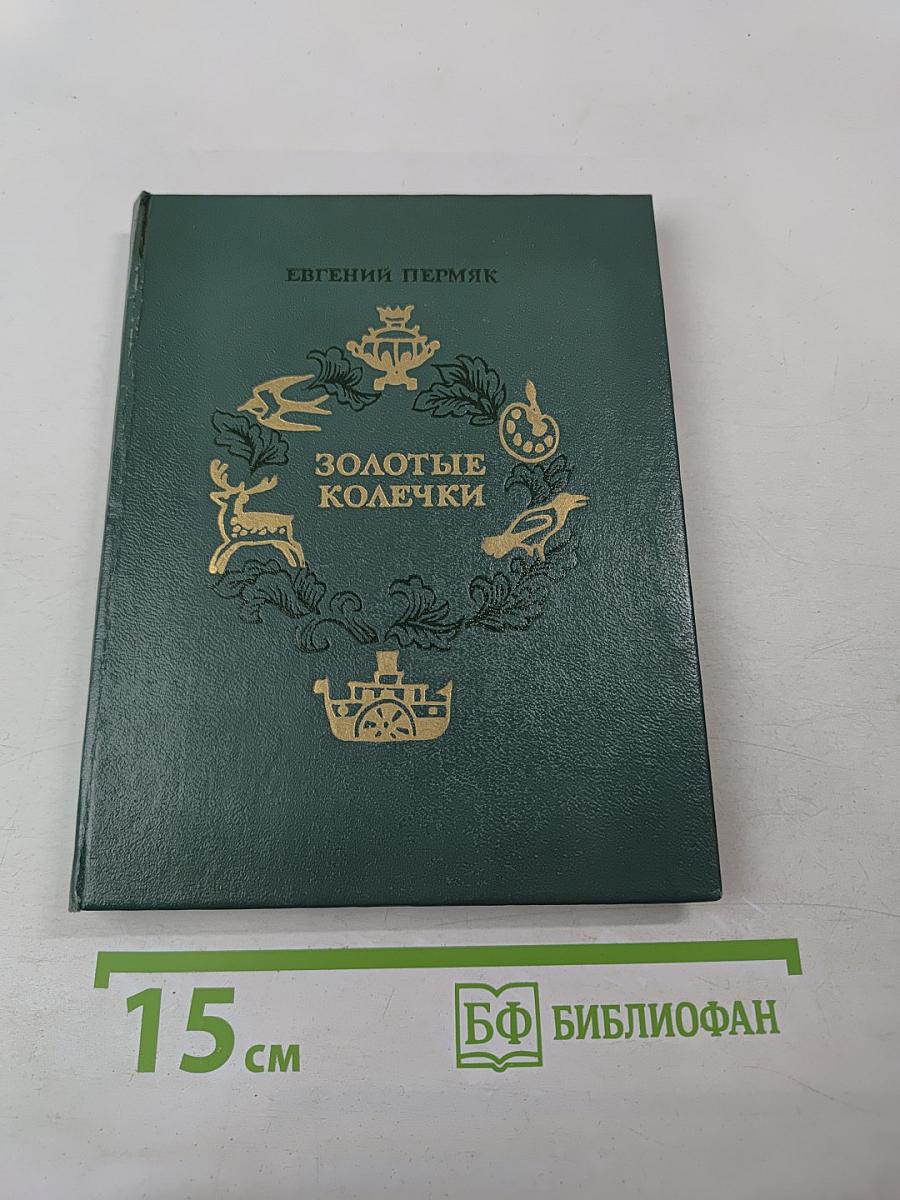 ЕВГЕНИЙ ПЕРМЯК
ЗОЛОТЫЕ
КОЛЕЧКИ
15 см
БФ БИБЛИОФАН